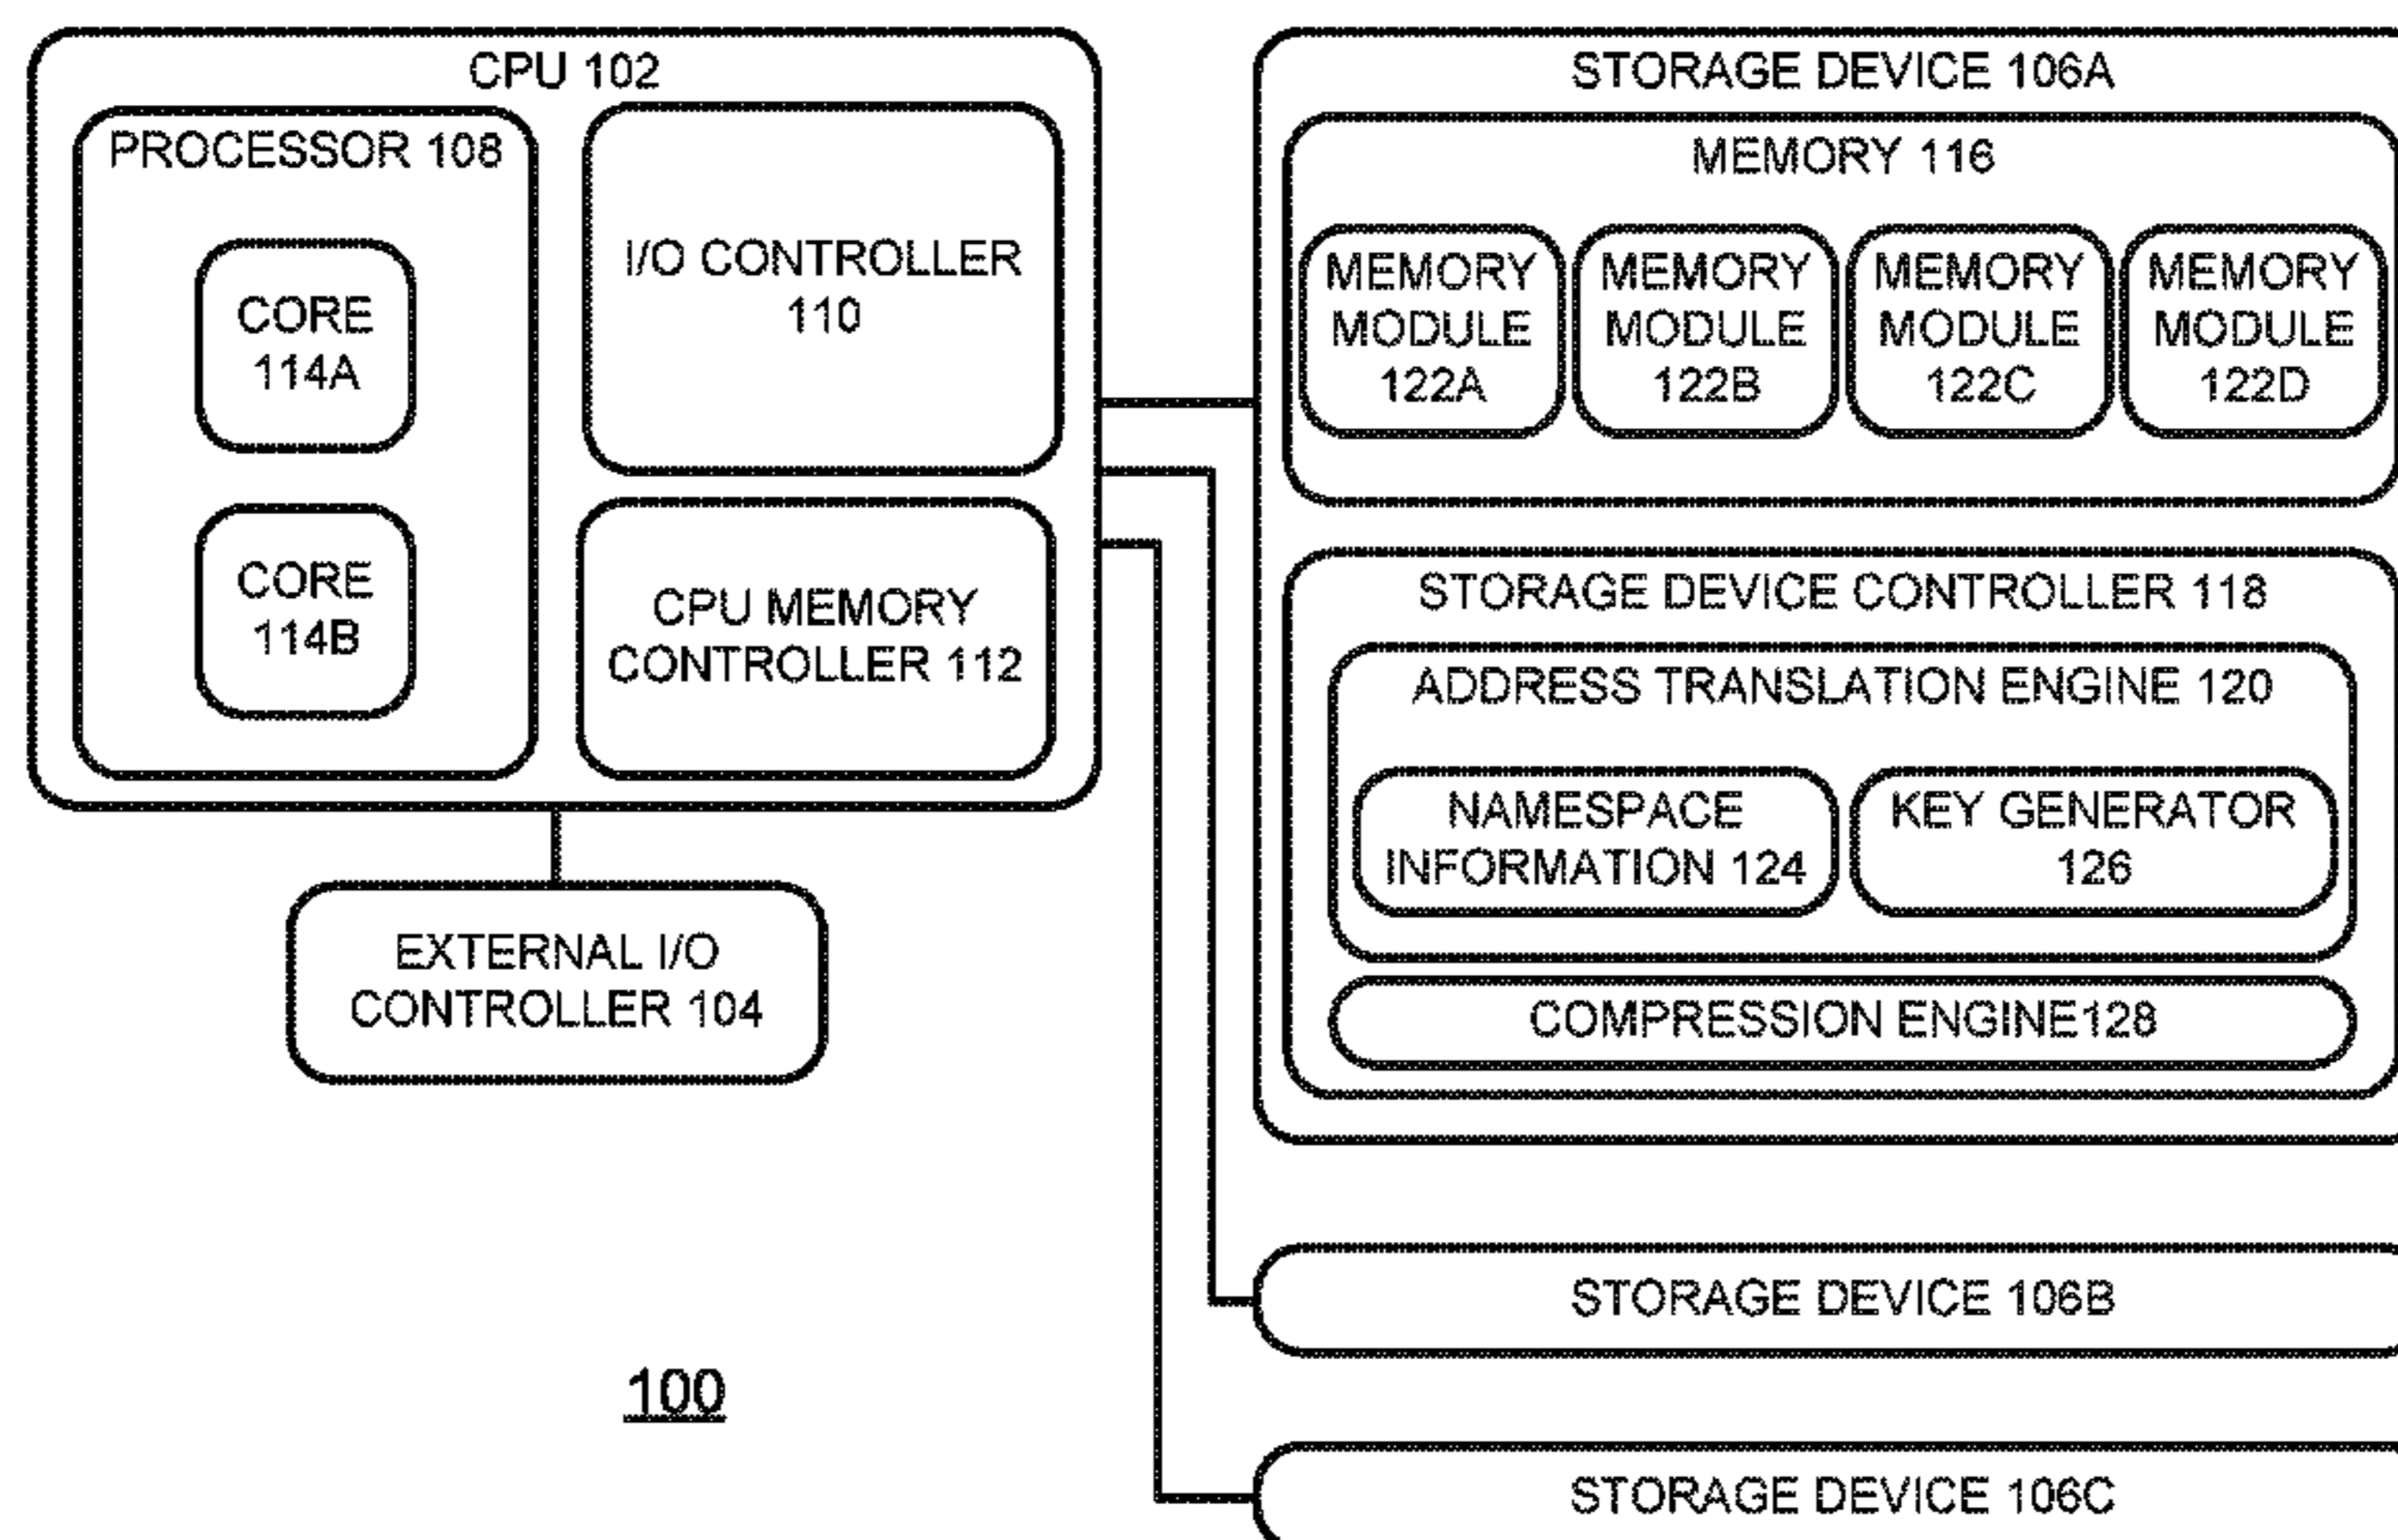 CPU 102
PROCESSOR 108
CORE
114A
CORE
114B
I/O CONTROLLER
110
CPU MEMORY
CONTROLLER 112
EXTERNAL I/O
CONTROLLER 104
STORAGE DEVICE 106A
MEMORY 116
MEMORY
MODULE
122A
MEMORY
MODULE
122B
MEMORY
MODULE
122C
MEMORY
MODULE
122D
STORAGE DEVICE CONTROLLER 118
ADDRESS TRANSLATION ENGINE 120
NAMESPACE
INFORMATION 124
KEY GENERATOR
126
COMPRESSION ENGINE128
STORAGE DEVICE 106B
STORAGE DEVICE 106C
100